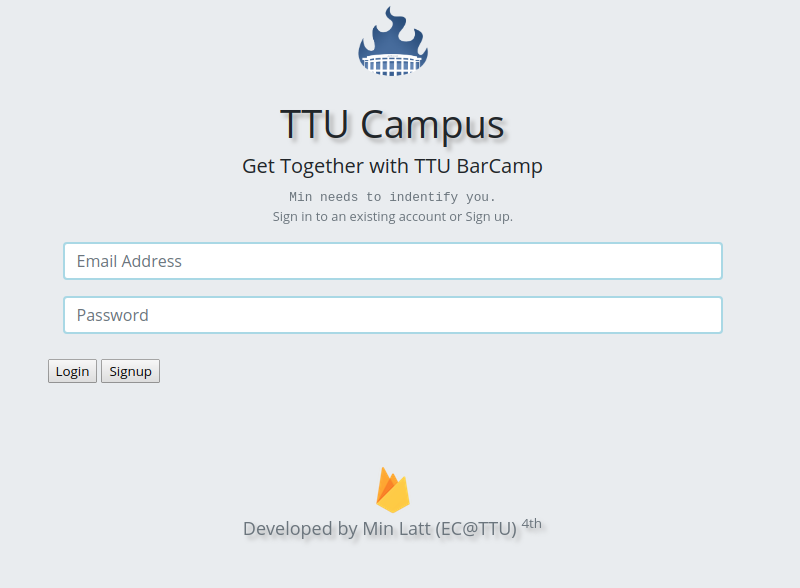 TTU Campus
Get Together with TTU BarCamp
Min needs to indentify you.
Sign in to an existing account or Sign up.
Email Address
Password
Login Signup
Developed by Min Latt (EC@TTU) 4th